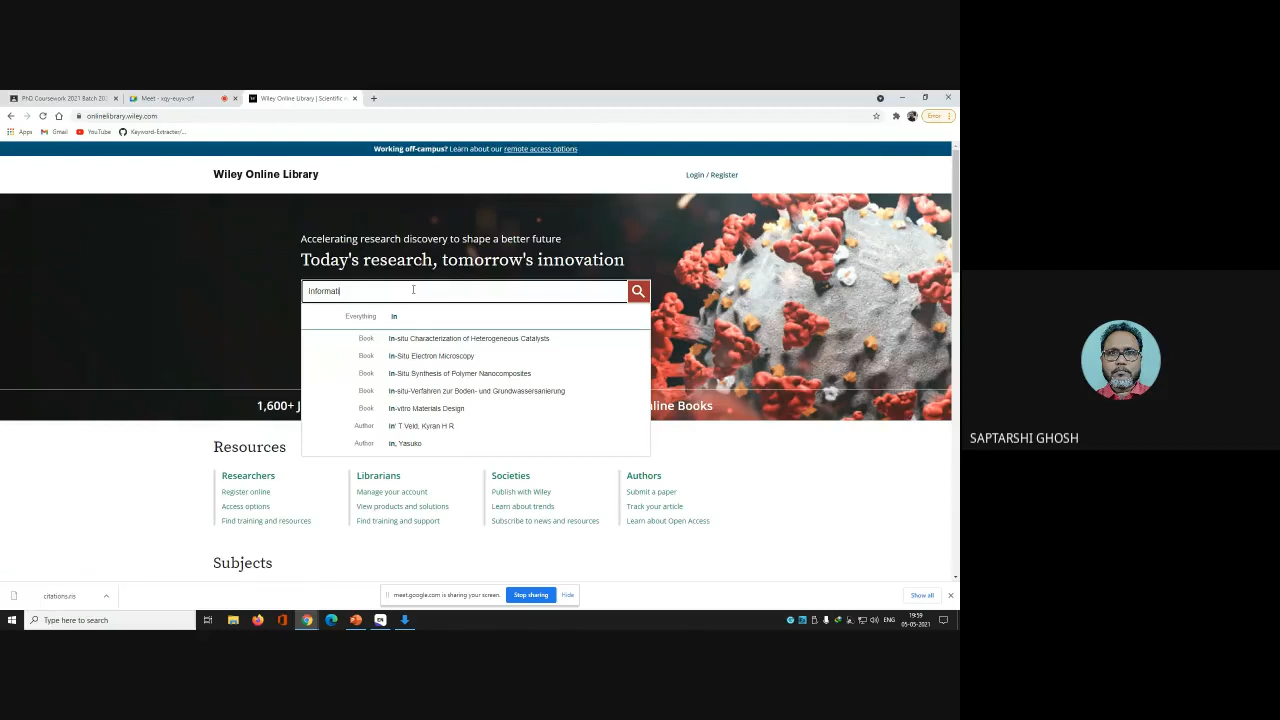 PhD Coursework 2021 Batch 20
Meet - xqy-euyx-crf
Wiley Online Library | Scientific
onlinelibrary.wiley.com
Error
Apps
Gmail
YouTube
Keyword-Extracter/...
Working off-campus? Learn about our remote access options
Wiley Online Library
Login / Register
Accelerating research discovery to shape a better future
Today's research, tomorrow's innovation
Informati
Everything in
Book In-situ Characterization of Heterogeneous Catalysts
Book In-Situ Electron Microscopy
Book In-Situ Synthesis of Polymer Nanocomposites
Book In-situ-Verfahren zur Boden- und Grundwassersanierung
Book In-vitro Materials Design
Author in' T Veld, Kyran H R
Author in, Yasuko
1,600+ J
nline Books
Resources
Researchers
Register online
Access options
Find training and resources
Librarians
Manage your account
View products and solutions
Find training and support
Societies
Publish with Wiley
Learn about trends
Subscribe to news and resources
Authors
Submit a paper
Track your article
Learn about Open Access
Subjects
citations.ris
meet.google.com is sharing your screen.
Stop sharing
Hide
Show all
Type here to search
ENG
19:59
05-05-2021
SAPTARSHI GHOSH